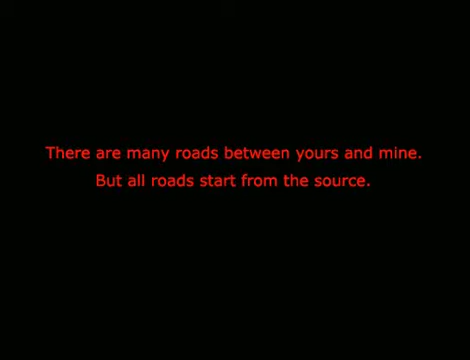 There are many roads between yours and mine.
But all roads start from the source.